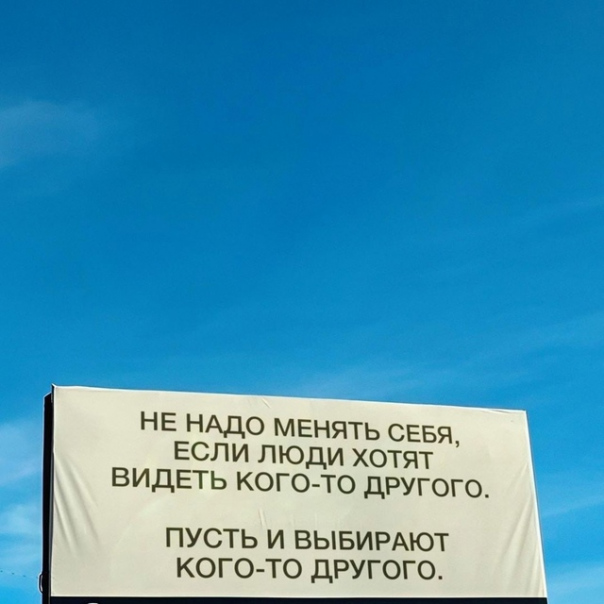 НЕ НАДО МЕНЯТЬ СЕБЯ,
ЕСЛИ ЛЮДИ ХОТЯТ
ВИДЕТЬ КОГО-ТО ДРУГОГО.
ПУСТЬ И ВЫБИРАЮТ
КОГО-ТО ДРУГОГО.